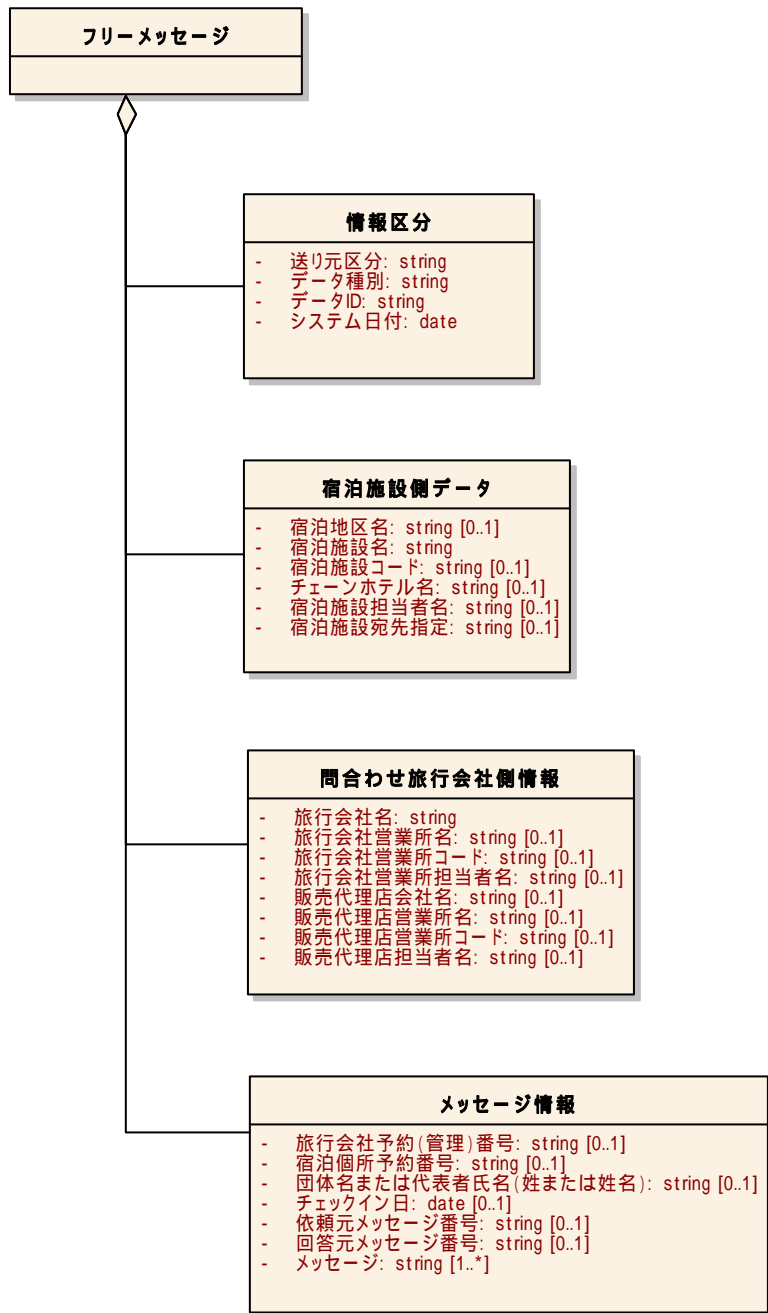 フリーメッセージ
情報区分
- 送り元区分: string
- データ種別: string
- データID: string
- システム日付: date
宿泊施設側データ
- 宿泊地区名: string [0..1]
- 宿泊施設名: string
- 宿泊施設コード: string [0..1]
- チェーンホテル名: string [0..1]
- 宿泊施設担当者名: string [0..1]
- 宿泊施設宛先指定: string [0..1]
問合わせ旅行会社側情報
- 旅行会社名: string
- 旅行会社営業所名: string [0..1]
- 旅行会社営業所コード: string [0..1]
- 旅行会社営業所担当者名: string [0..1]
- 販売代理店会社名: string [0..1]
- 販売代理店営業所名: string [0..1]
- 販売代理店営業所コード: string [0..1]
- 販売代理店担当者名: string [0..1]
メッセージ情報
- 旅行会社予約(管理)番号: string [0..1]
- 宿泊個所予約番号: string [0..1]
- 団体名または代表者氏名(姓または姓名): string [0..1]
- チェックイン日: date [0..1]
- 依頼元メッセージ番号: string [0..1]
- 回答元メッセージ番号: string [0..1]
- メッセージ: string [1..*]